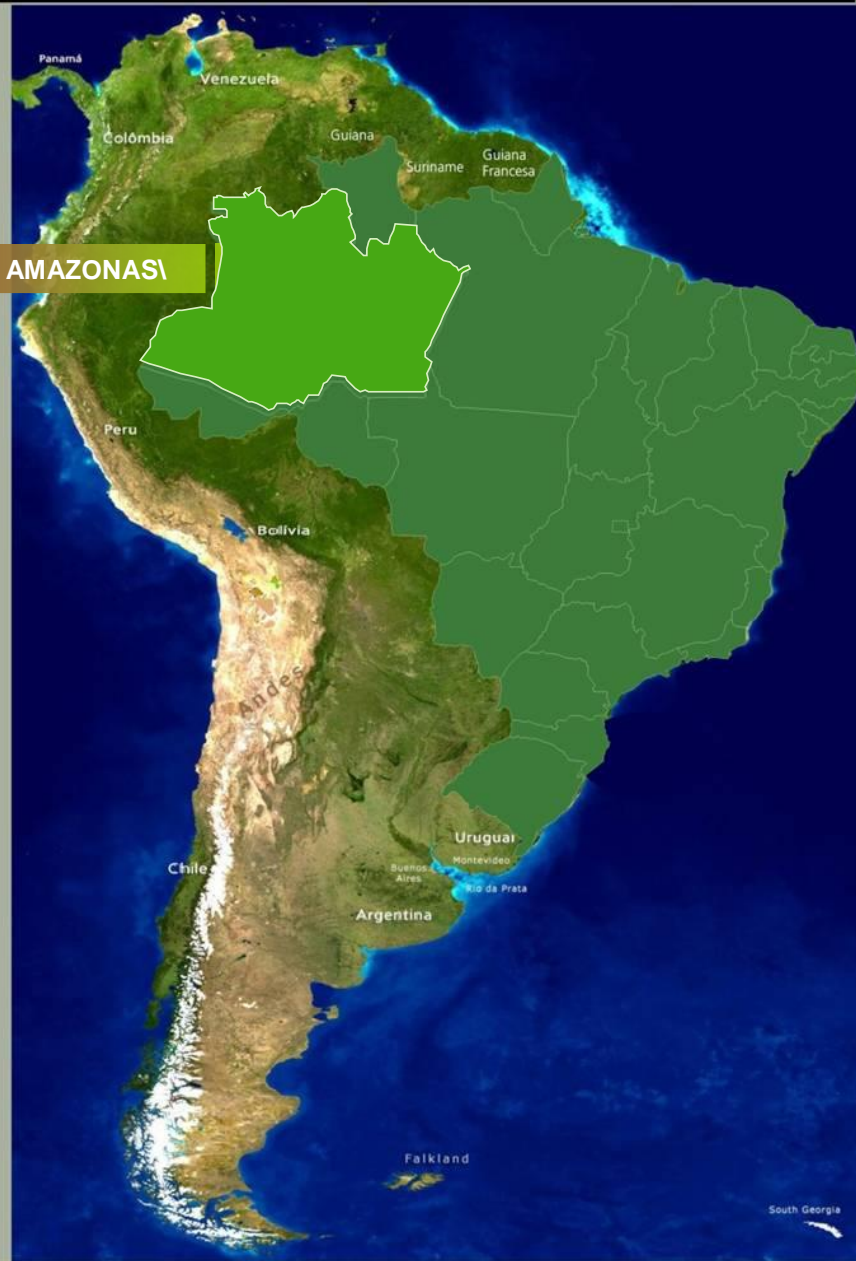 Panamá
Venezuela
Colômbia
Guiana
Suriname
Guiana
Francesa
AMAZONAS\
Peru
Bolívia
Andes
Uruguai
Montevideo
Chile
Buenos
Aires
Rio da Prata
Argentina
Falkland
South Georgia